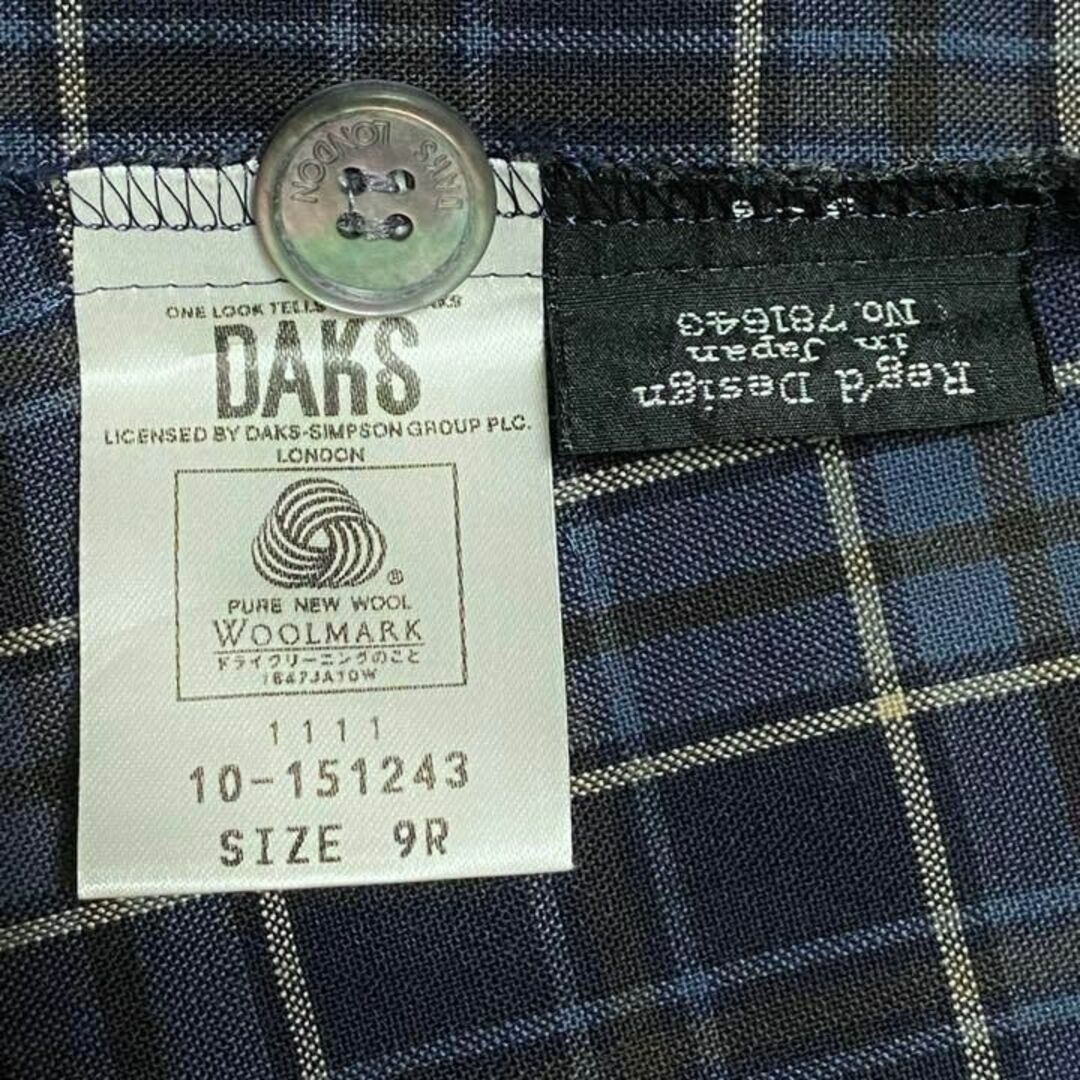 DAKS
LONDON
ONE LOOK TELLS
DAKS
LICENSED BY DAKS-SIMPSON GROUP PLC.
LONDON
®
PURE NEW WOOL
WOOLMARK
ドライクリーニングのこと
1647JA10W
1111
10-151243
SIZE 9R
Reg'd Design
in
Japan
No. 781643